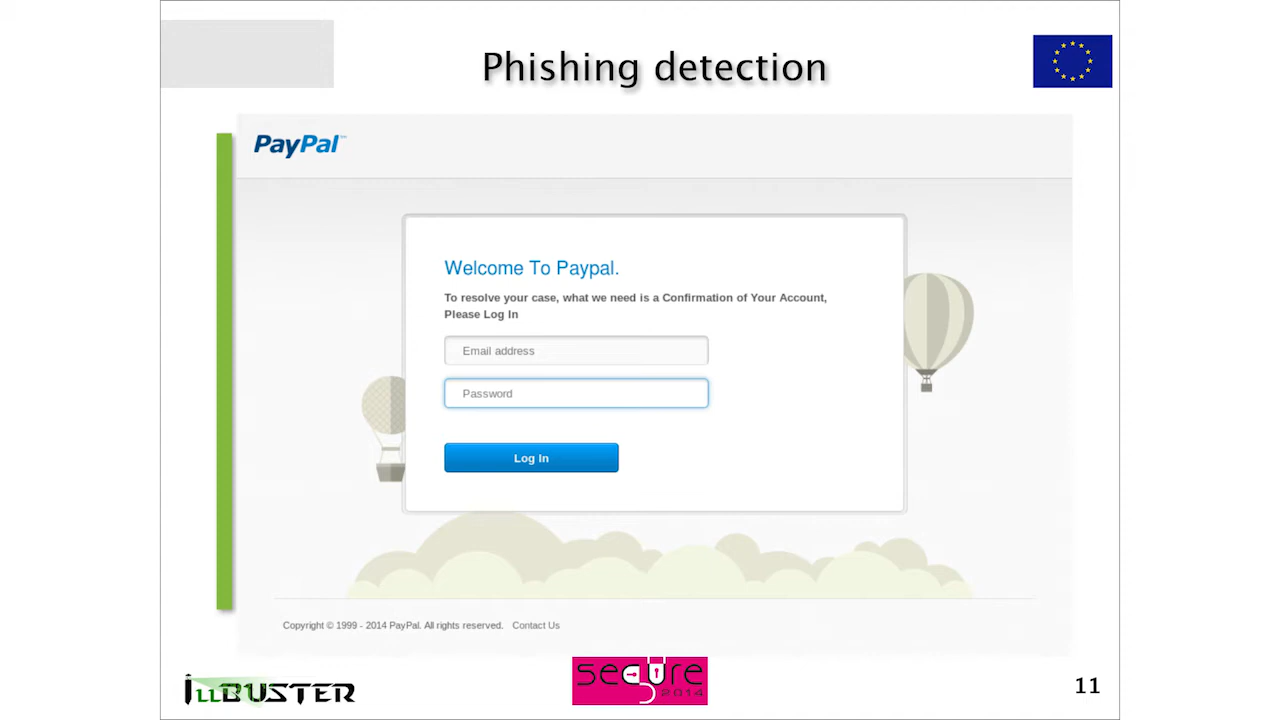 Phishing detection
PayPal™
Welcome To Paypal.
To resolve your case, what we need is a Confirmation of Your Account,
Please Log In
Email address
Password
Log In
Copyright © 1999 - 2014 PayPal. All rights reserved. Contact Us
ILLBUSTER
secure
2014
11